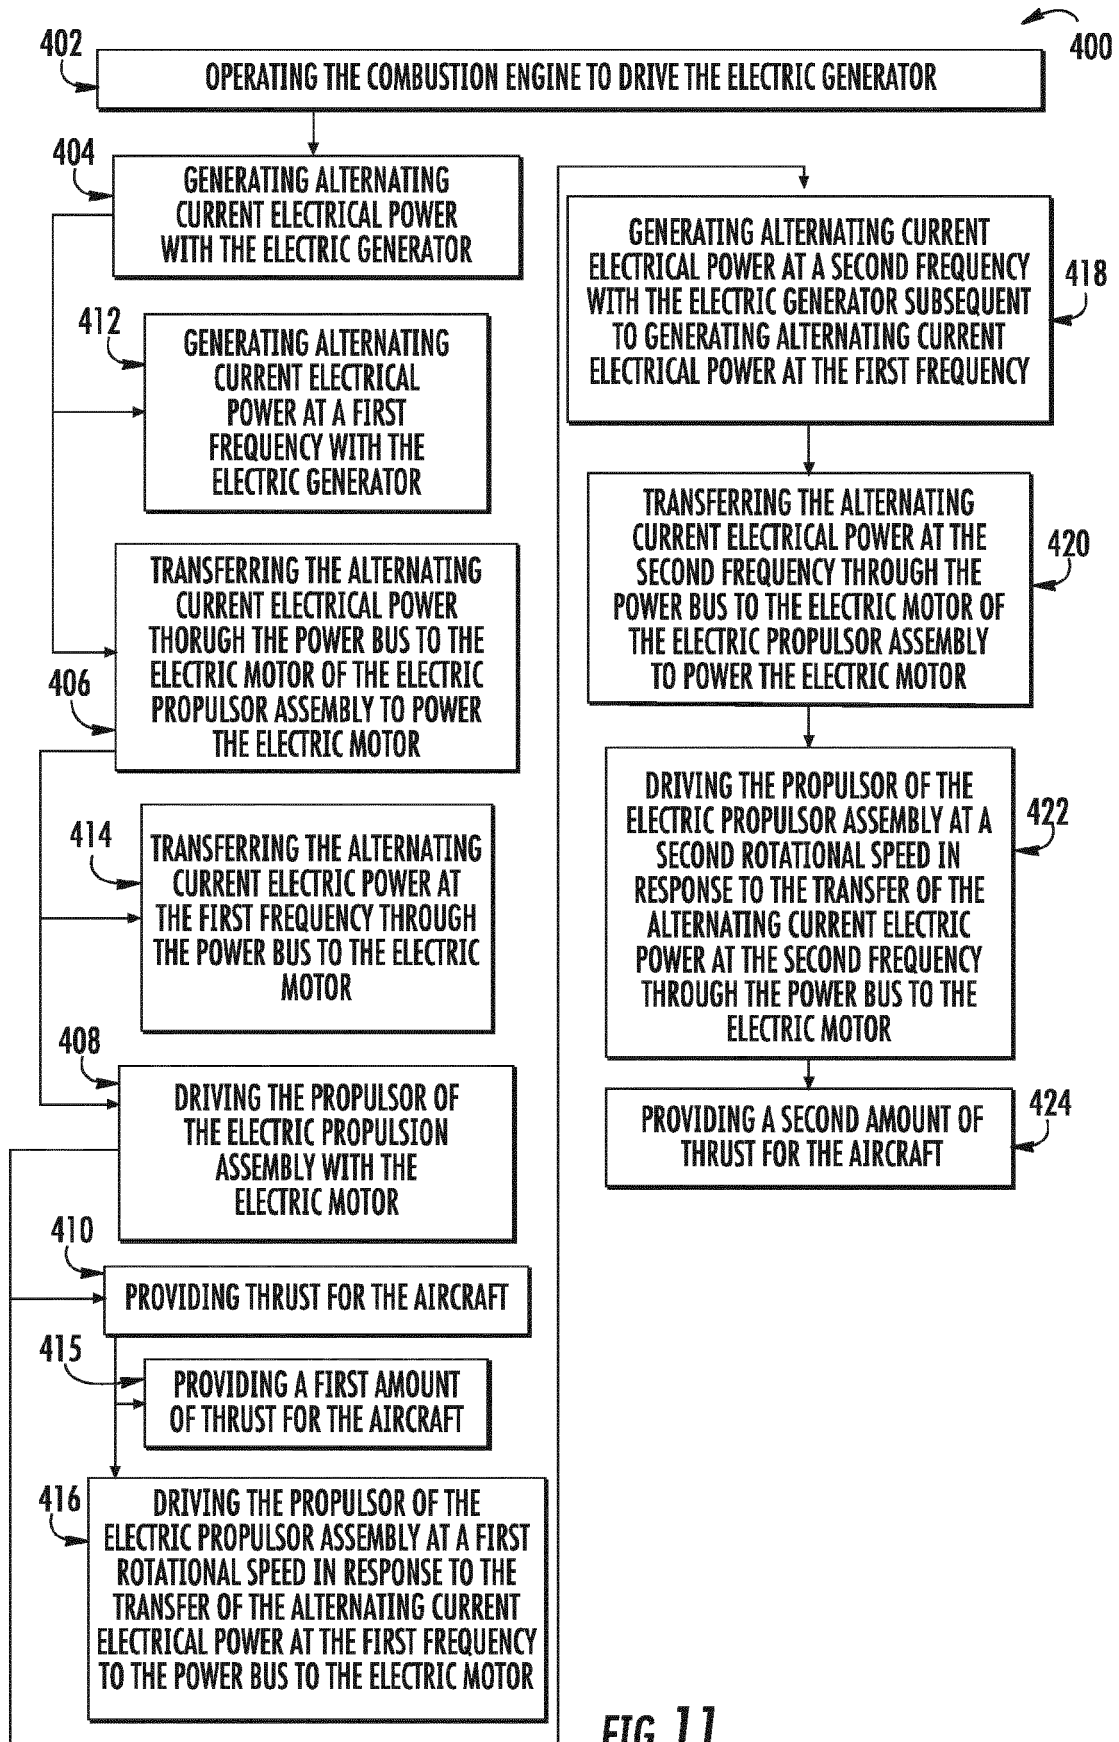 400
402
OPERATING THE COMBUSTION ENGINE TO DRIVE THE ELECTRIC GENERATOR
404
GENERATING ALTERNATING
CURRENT ELECTRICAL POWER
WITH THE ELECTRIC GENERATOR
412
GENERATING ALTERNATING
CURRENT ELECTRICAL
POWER AT A FIRST
FREQUENCY WITH THE
ELECTRIC GENERATOR
TRANSFERRING THE ALTERNATING
CURRENT ELECTRICAL POWER
THORUGH THE POWER BUS TO THE
ELECTRIC MOTOR OF THE ELECTRIC
PROPULSOR ASSEMBLY TO POWER
THE ELECTRIC MOTOR
406
414
TRANSFERRING THE ALTERNATING
CURRENT ELECTRIC POWER AT
THE FIRST FREQUENCY THROUGH
THE POWER BUS TO THE ELECTRIC
MOTOR
408
DRIVING THE PROPULSOR OF
THE ELECTRIC PROPULSION
ASSEMBLY WITH THE
ELECTRIC MOTOR
410
PROVIDING THRUST FOR THE AIRCRAFT
415
PROVIDING A FIRST AMOUNT
OF THRUST FOR THE AIRCRAFT
416
DRIVING THE PROPULSOR OF THE
ELECTRIC PROPULSOR ASSEMBLY AT A FIRST
ROTATIONAL SPEED IN RESPONSE TO THE
TRANSFER OF THE ALTERNATING CURRENT
ELECTRICAL POWER AT THE FIRST FREQUENCY
TO THE POWER BUS TO THE ELECTRIC MOTOR
GENERATING ALTERNATING CURRENT
ELECTRICAL POWER AT A SECOND FREQUENCY
WITH THE ELECTRIC GENERATOR SUBSEQUENT
TO GENERATING ALTERNATING CURRENT
ELECTRICAL POWER AT THE FIRST FREQUENCY
418
TRANSFERRING THE ALTERNATING
CURRENT ELECTRICAL POWER AT THE
SECOND FREQUENCY THROUGH THE
POWER BUS TO THE ELECTRIC MOTOR OF
THE ELECTRIC PROPULSOR ASSEMBLY
TO POWER THE ELECTRIC MOTOR
420
DRIVING THE PROPULSOR OF THE
ELECTRIC PROPULSOR ASSEMBLY AT A
SECOND ROTATIONAL SPEED IN
RESPONSE TO THE TRANSFER OF THE
ALTERNATING CURRENT ELECTRIC
POWER AT THE SECOND FREQUENCY
THROUGH THE POWER BUS TO THE
ELECTRIC MOTOR
422
PROVIDING A SECOND AMOUNT OF
THRUST FOR THE AIRCRAFT
424
FIG. 11